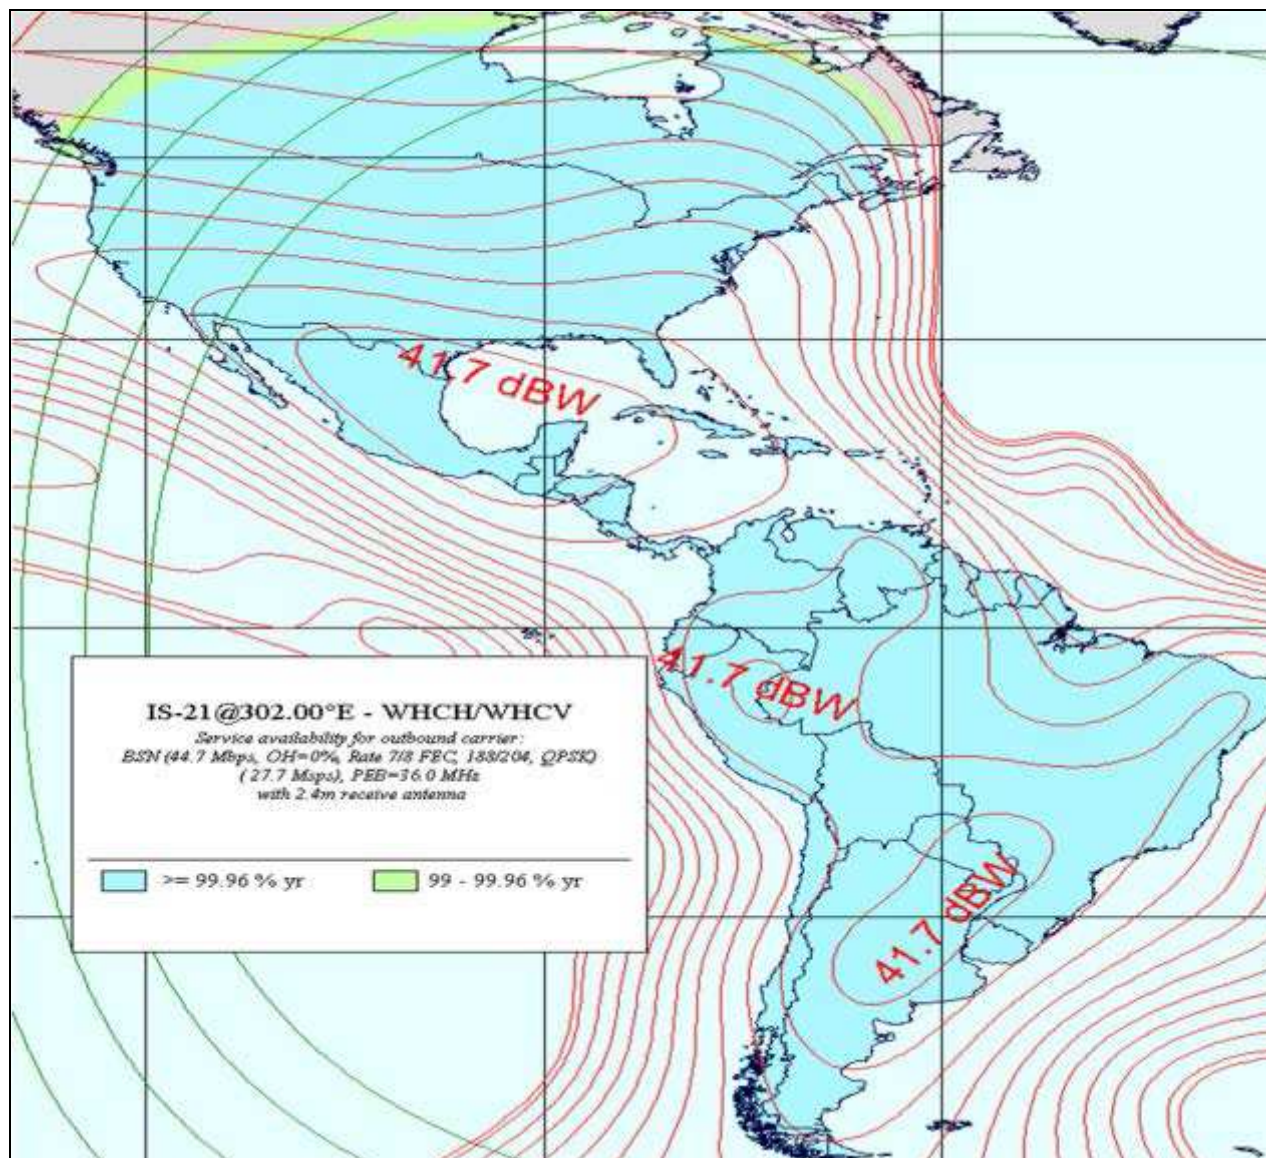 41.7 dBW
41.7 dBW
IS-21@302.00°E - WHCH/WHCV
Service availability for outbound carrier:
BSN (44.7 Mbps, OH=0%, Rate 7/8 FEC, 188/204, QPSK)
( 27.7 Msps), PEB=36.0 MHz
with 2.4m receive antenna
>= 99.96 % yr 99 - 99.96 % yr
41.7 dBW